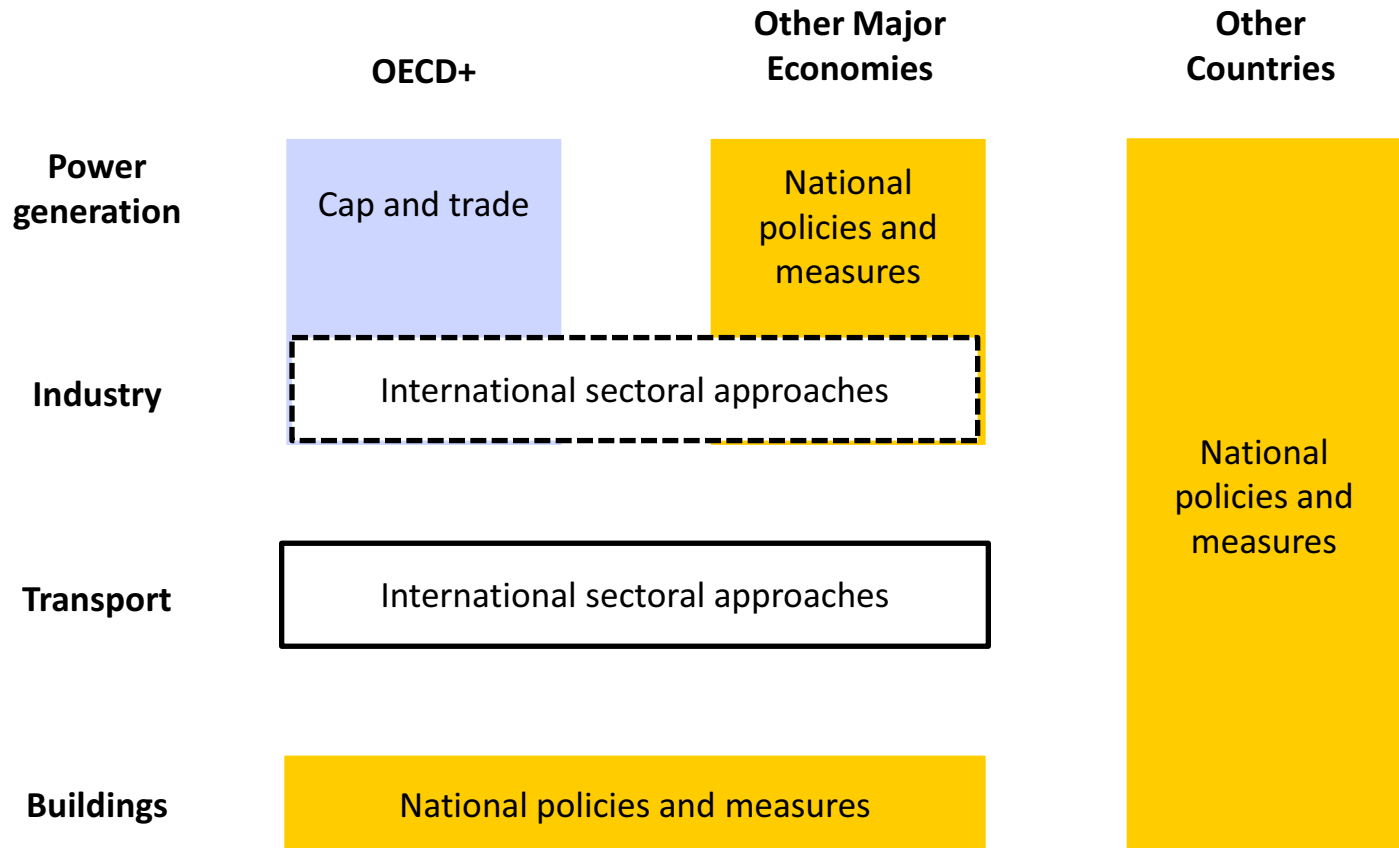 OECD+
Other Major
Economies
Other
Countries
Power
generation
Cap and trade
National
policies and
measures
Industry
International sectoral approaches
National
policies and
measures
Transport
International sectoral approaches
Buildings
National policies and measures